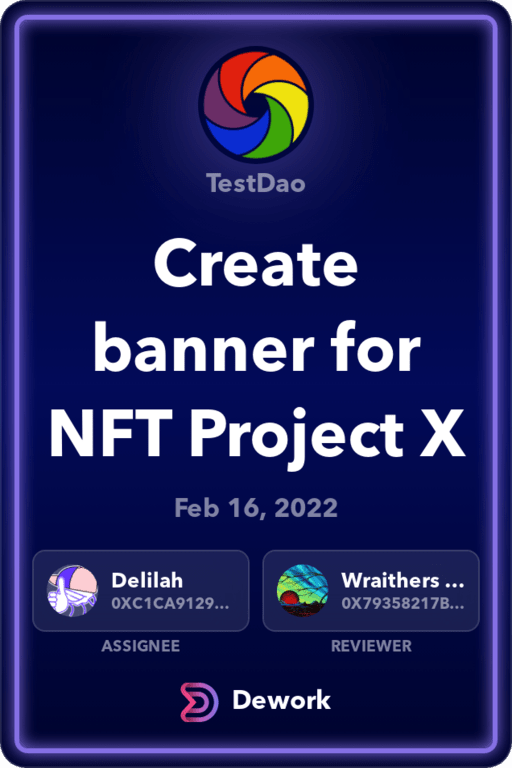 TestDao
Create
banner for
NFT Project X
Feb 16, 2022
Delilah
0XC1CA9129...
ASSIGNEE
Wraithers ...
0X79358217B...
REVIEWER
Dework